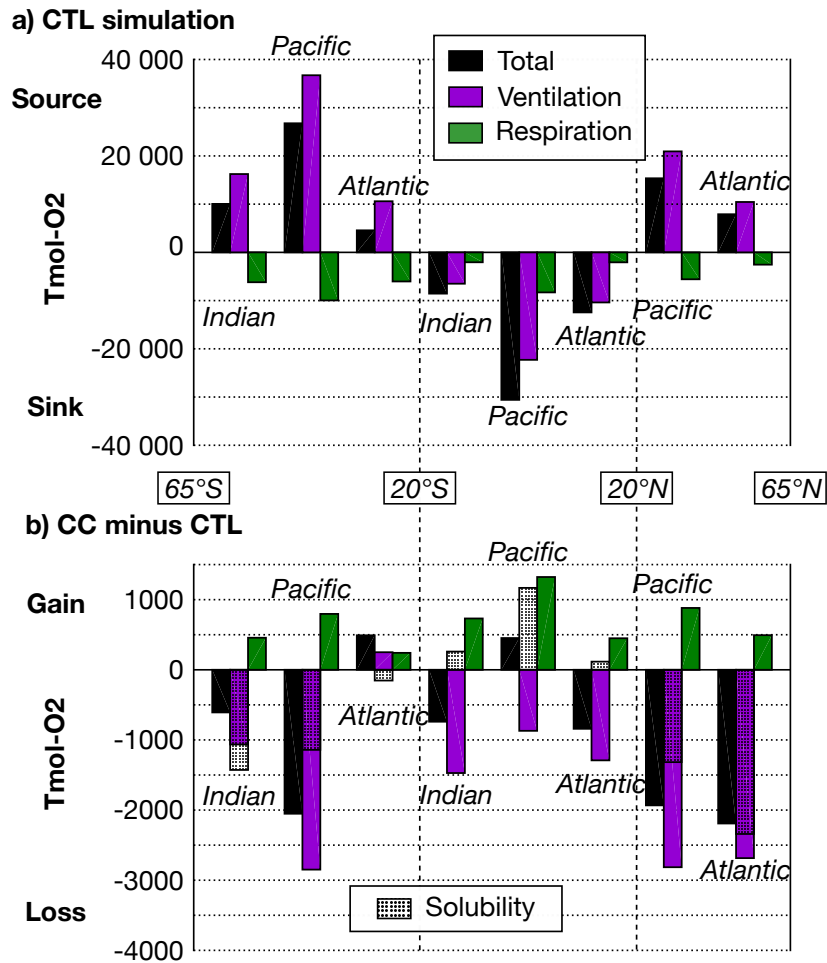 a) CTL simulation
Pacific
40 000
Total
Source
Ventilation
Respiration
20 000
Atlantic
Atlantic
Tmol-O2
0
Indian
Indian
Pacific
Atlantic
-20 000
Sink
Pacific
-40 000
65°S
20°S
20°N
65°N
b) CC minus CTL
Pacific
Pacific
Pacific
Gain
1000
0
Tmol-O2
Atlantic
-1000
Indian
Indian
Atlantic
-2000
Atlantic
-3000
Solubility
Loss
-4000